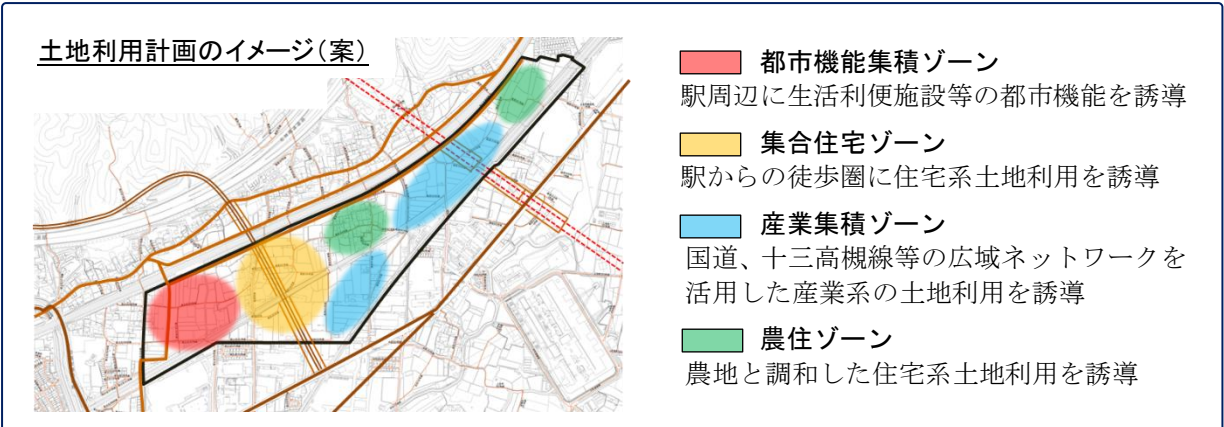 土地利用計画のイメージ(案)
都市機能集積ゾーン
駅周辺に生活利便施設等の都市機能を誘導
集合住宅ゾーン
駅からの徒歩圏に住宅系土地利用を誘導
産業集積ゾーン
国道、十三高槻線等の広域ネットワークを
活用した産業系の土地利用を誘導
農住ゾーン
農地と調和した住宅系土地利用を誘導